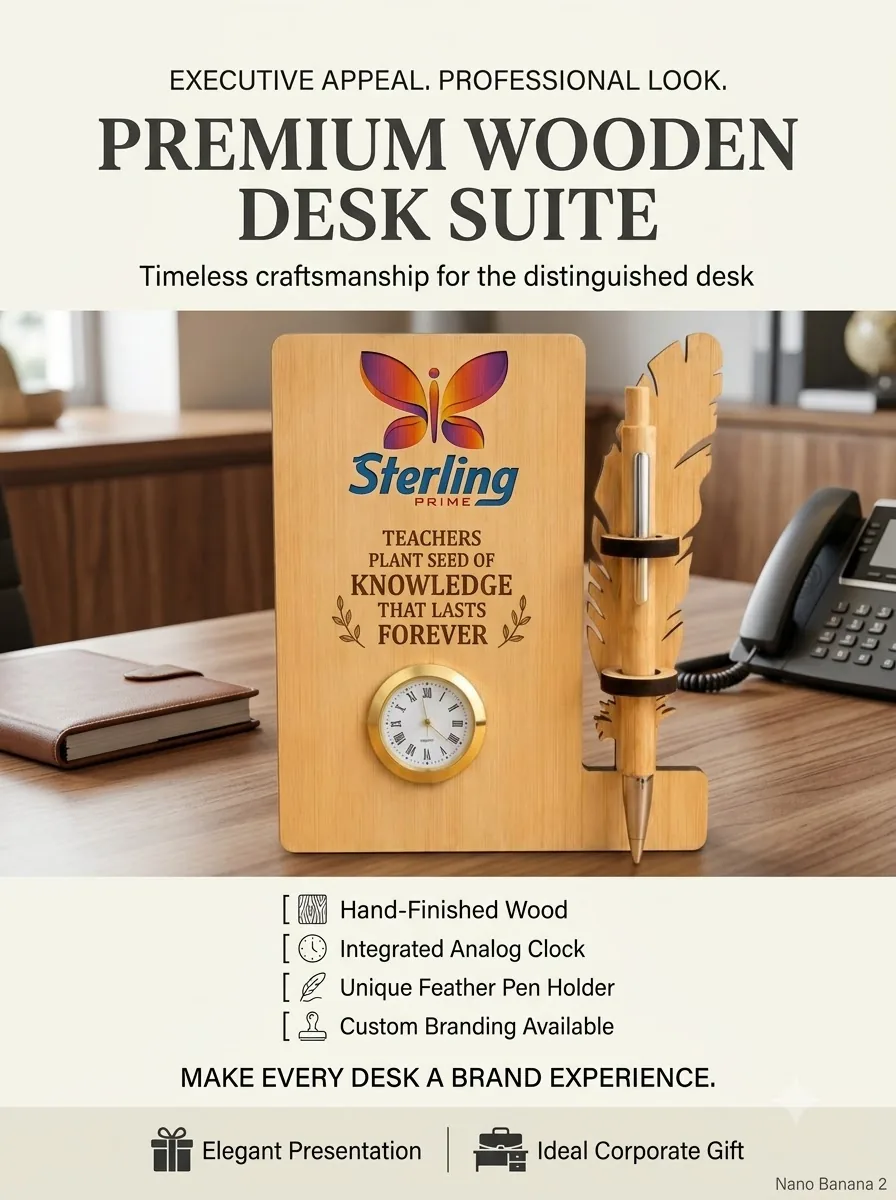 EXECUTIVE APPEAL. PROFESSIONAL LOOK.
PREMIUM WOODEN
DESK SUITE
Timeless craftsmanship for the distinguished desk
Sterling
PRIME
TEACHERS
PLANT SEED OF
KNOWLEDGE
THAT LASTS
FOREVER
Hand-Finished Wood
Integrated Analog Clock
Unique Feather Pen Holder
Custom Branding Available
MAKE EVERY DESK A BRAND EXPERIENCE.
Elegant Presentation
Ideal Corporate Gift
Nano Banana 2